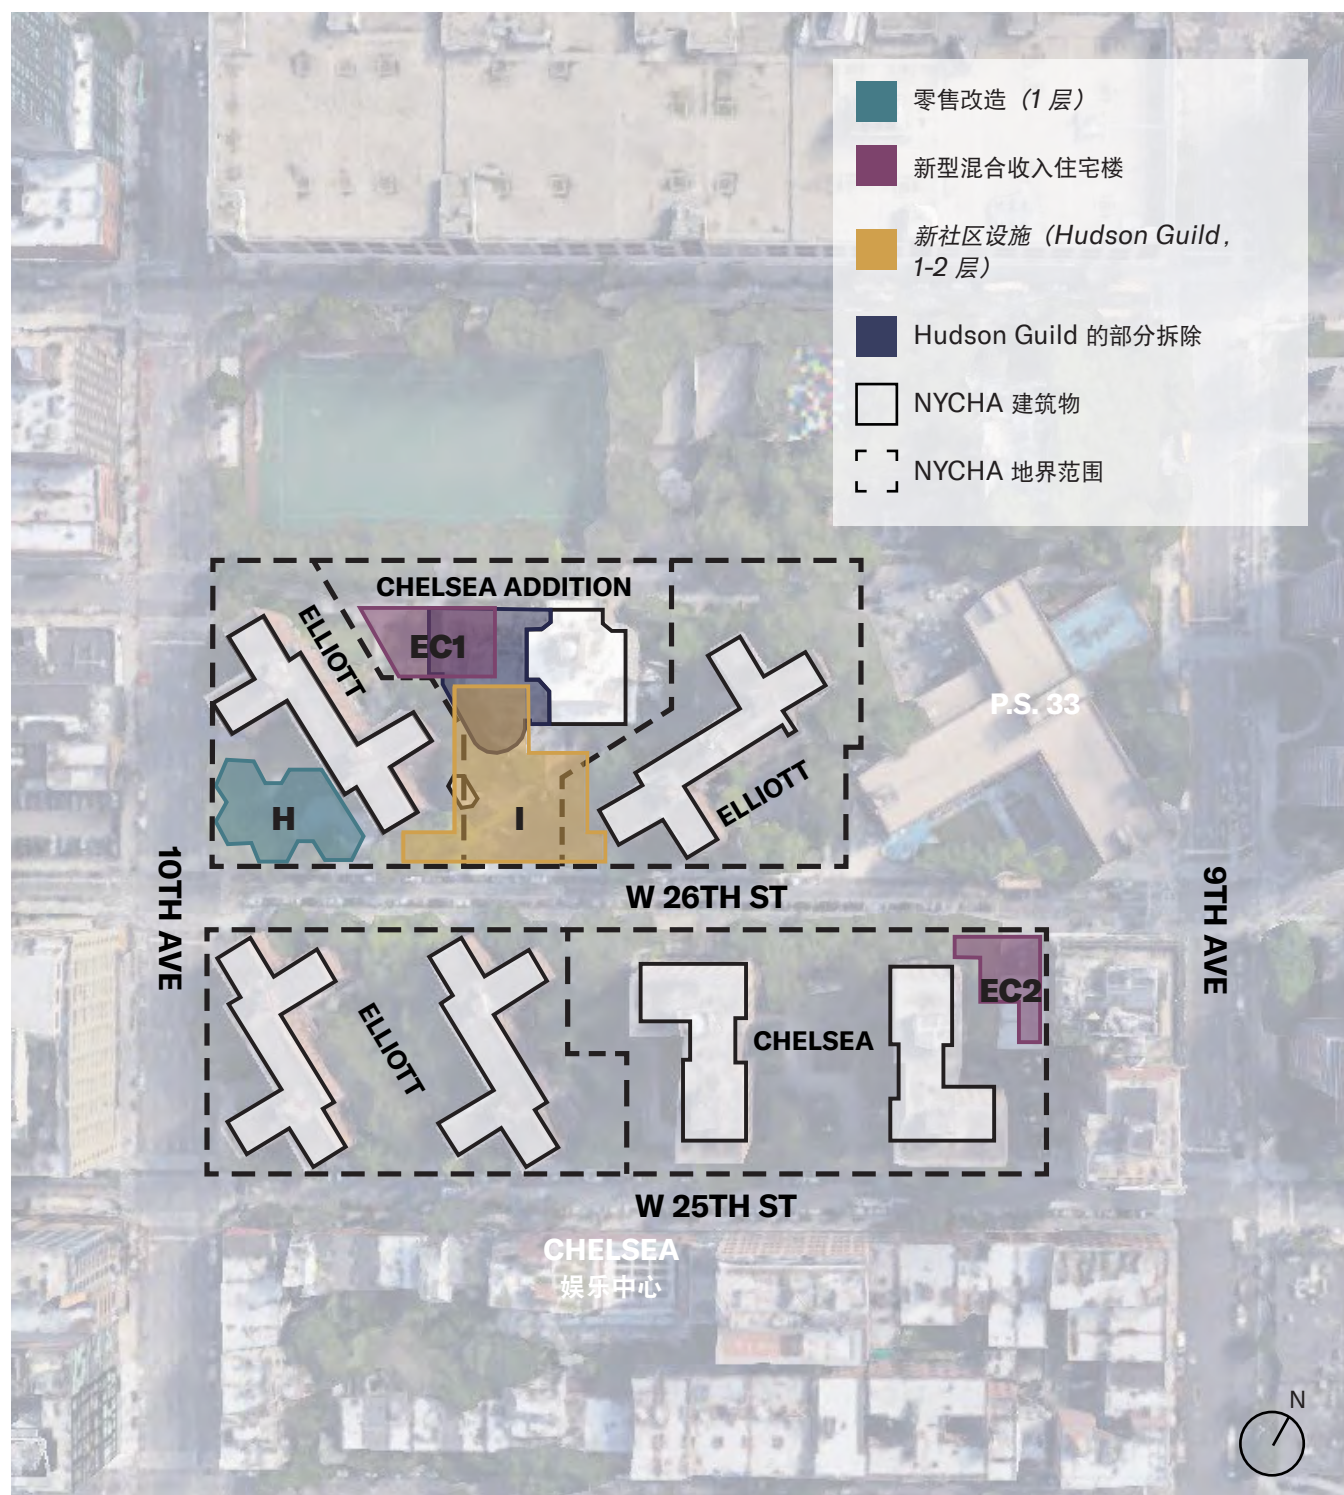 零售改造（1 层）
新型混合收入住宅楼
新社区设施（Hudson Guild，
1-2 层）
Hudson Guild 的部分拆除
NYCHA 建筑物
NYCHA 地界范围
CHELSEA ADDITION
ELLIOTT
EC1
P.S. 33
ELLIOTT
H
I
10TH AVE
W 26TH ST
9TH AVE
EC2
ELLIOTT
CHELSEA
W 25TH ST
CHELSEA
娱乐中心
N